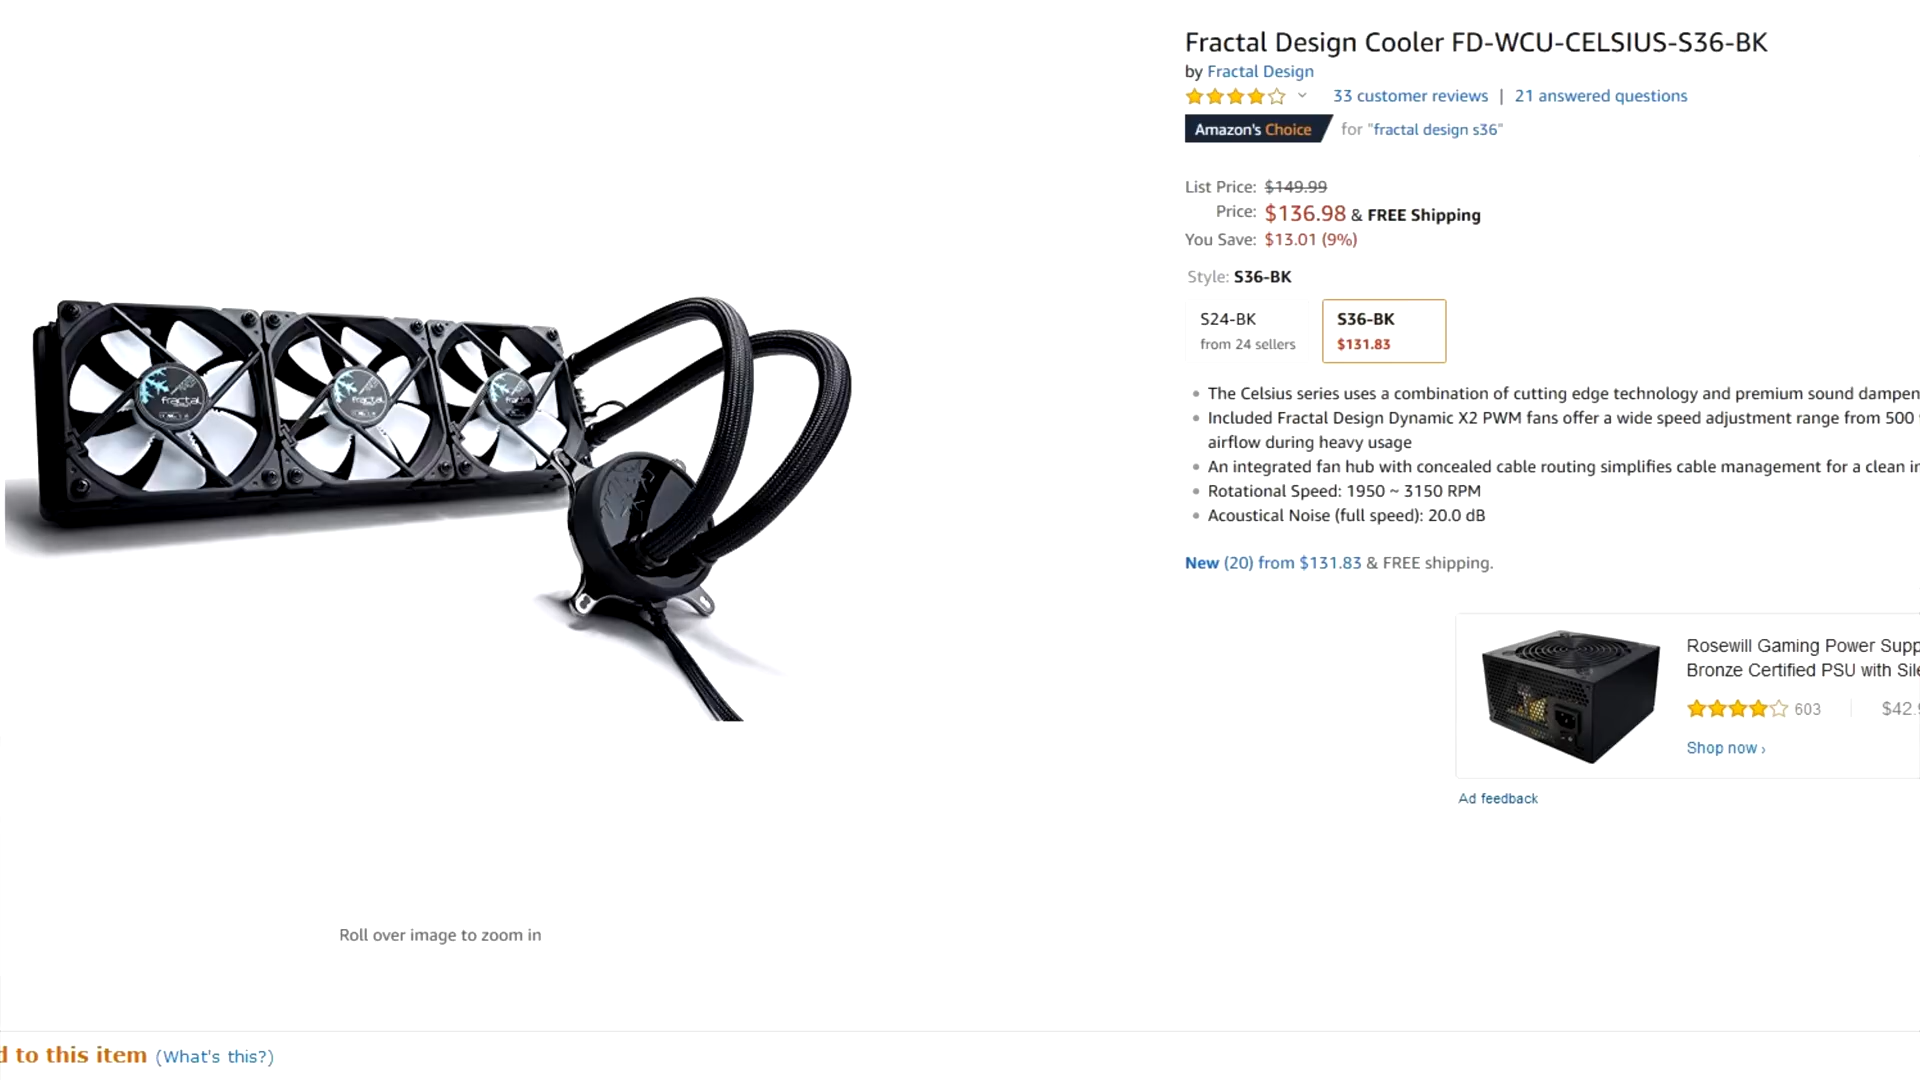 Fractal Design Cooler FD-WCU-CELSIUS-S36-BK
by Fractal Design
33 customer reviews | 21 answered questions
Amazon's Choice for "fractal design s36"
List Price: $149.99
Price: $136.98 & FREE Shipping
You Save: $13.01 (9%)
Style: S36-BK
S24-BK
from 24 sellers
S36-BK
$131.83
The Celsius series uses a combination of cutting edge technology and premium sound dampen
Included Fractal Design Dynamic X2 PWM fans offer a wide speed adjustment range from 500
airflow during heavy usage
An integrated fan hub with concealed cable routing simplifies cable management for a clean in
Rotational Speed: 1950 ~ 3150 RPM
Acoustical Noise (full speed): 20.0 dB
New (20) from $131.83 & FREE shipping.
fractal
fractal
fractal
Rosewill Gaming Power Supp
Bronze Certified PSU with Sile
603 | $42.9
Shop now ›
Ad feedback
Roll over image to zoom in
d to this item (What's this?)